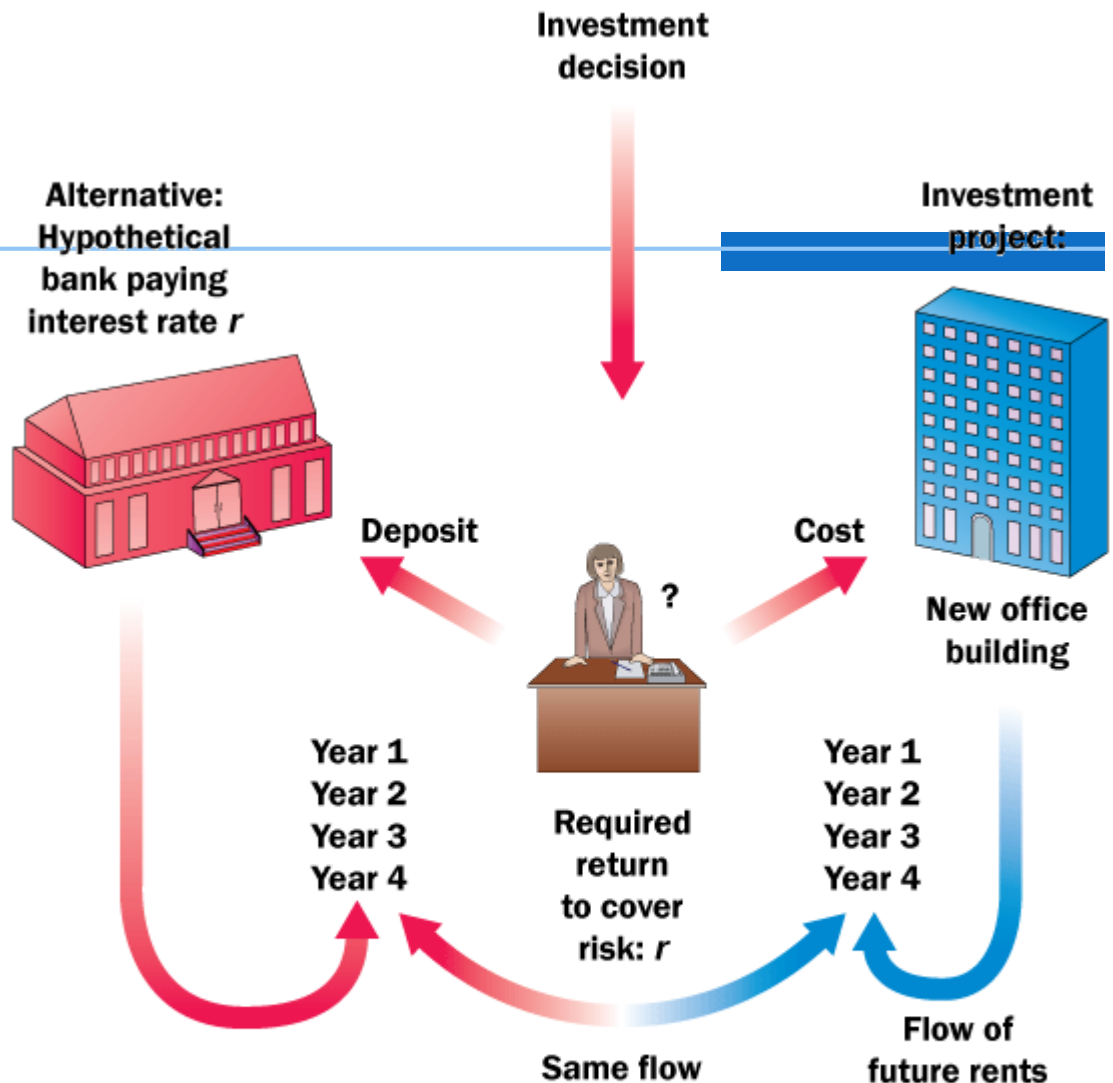 Investment
decision
Alternative:
Hypothetical
bank paying
interest rate r
Investment
project:
Deposit
Cost
?
New office
building
Year 1
Year 2
Year 3
Year 4
Required
return
to cover
risk: r
Year 1
Year 2
Year 3
Year 4
Same flow
Flow of
future rents